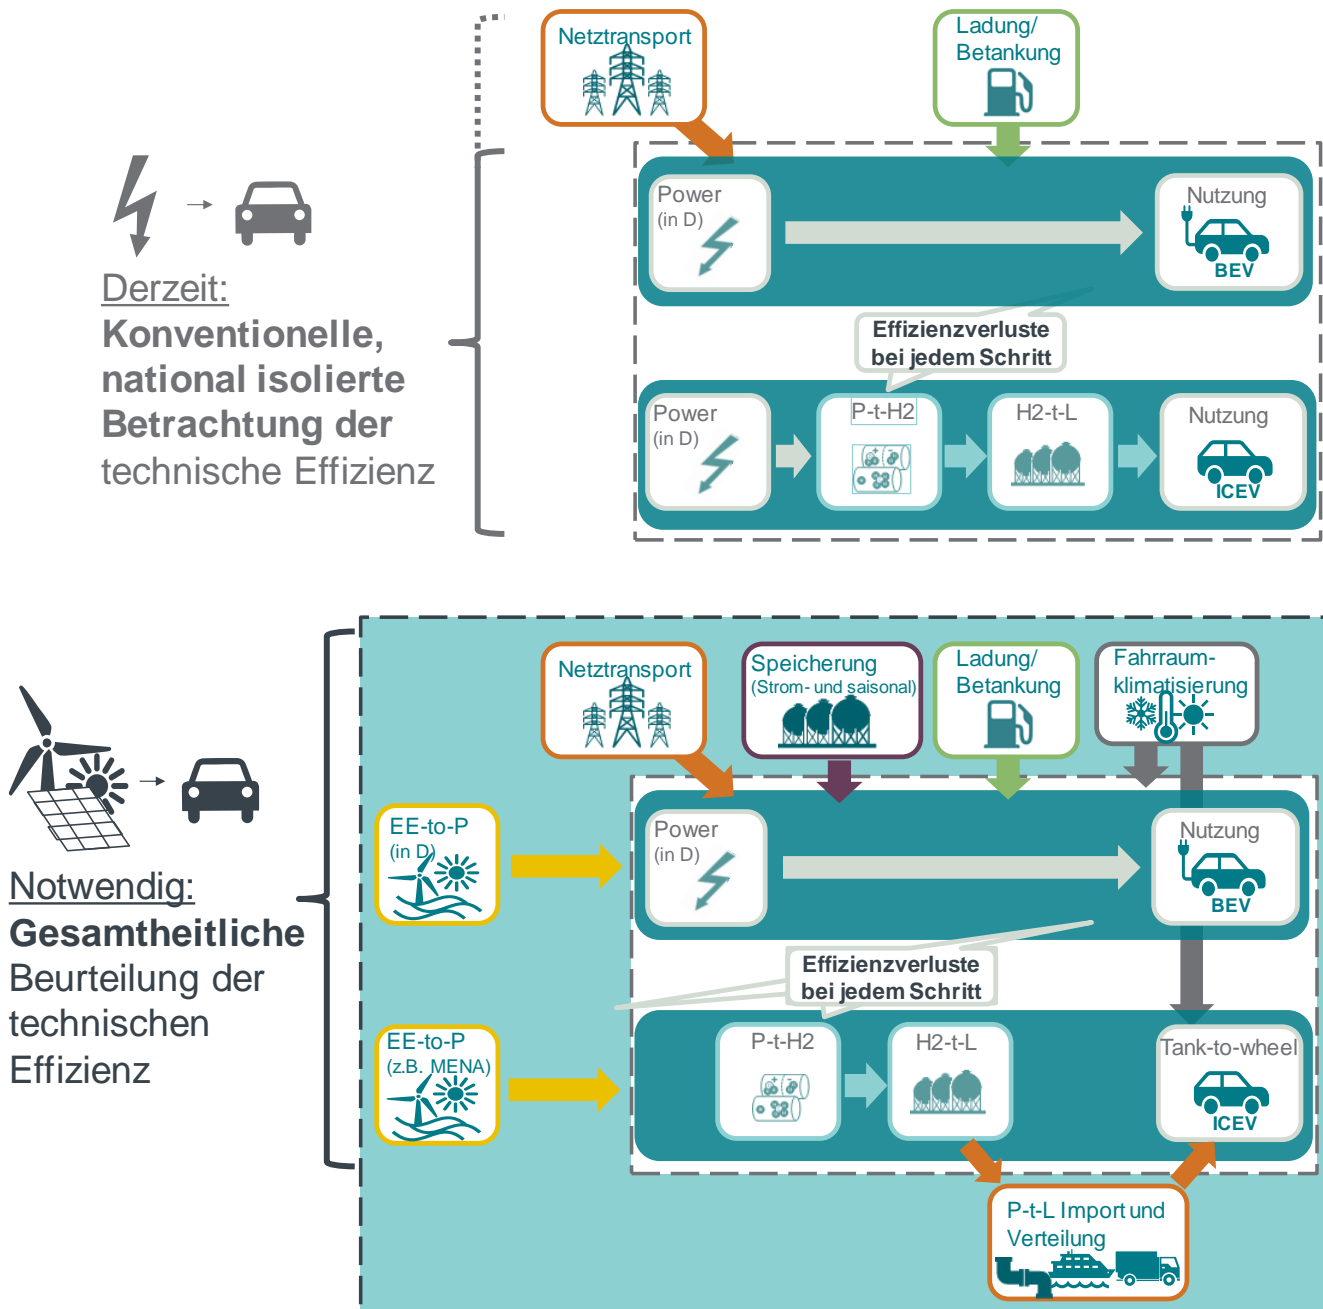 Netztransport
Ladung/
Betankung
Derzeit:
Konventionelle,
national isolierte
Betrachtung der
technische Effizienz
Power
(in D)
Nutzung
BEV
Effizienzverluste
bei jedem Schritt
Power
(in D)
P-t-H2
H2-t-L
Nutzung
ICEV
Netztransport
Speicherung
(Strom- und saisonal)
Ladung/
Betankung
Fahrraum-
klimatisierung
Notwendig:
Gesamtheitliche
Beurteilung der
technischen
Effizienz
EE-to-P
(in D)
Power
(in D)
Nutzung
BEV
Effizienzverluste
bei jedem Schritt
EE-to-P
(z.B. MENA)
P-t-H2
H2-t-L
Tank-to-wheel
ICEV
P-t-L Import und
Verteilung